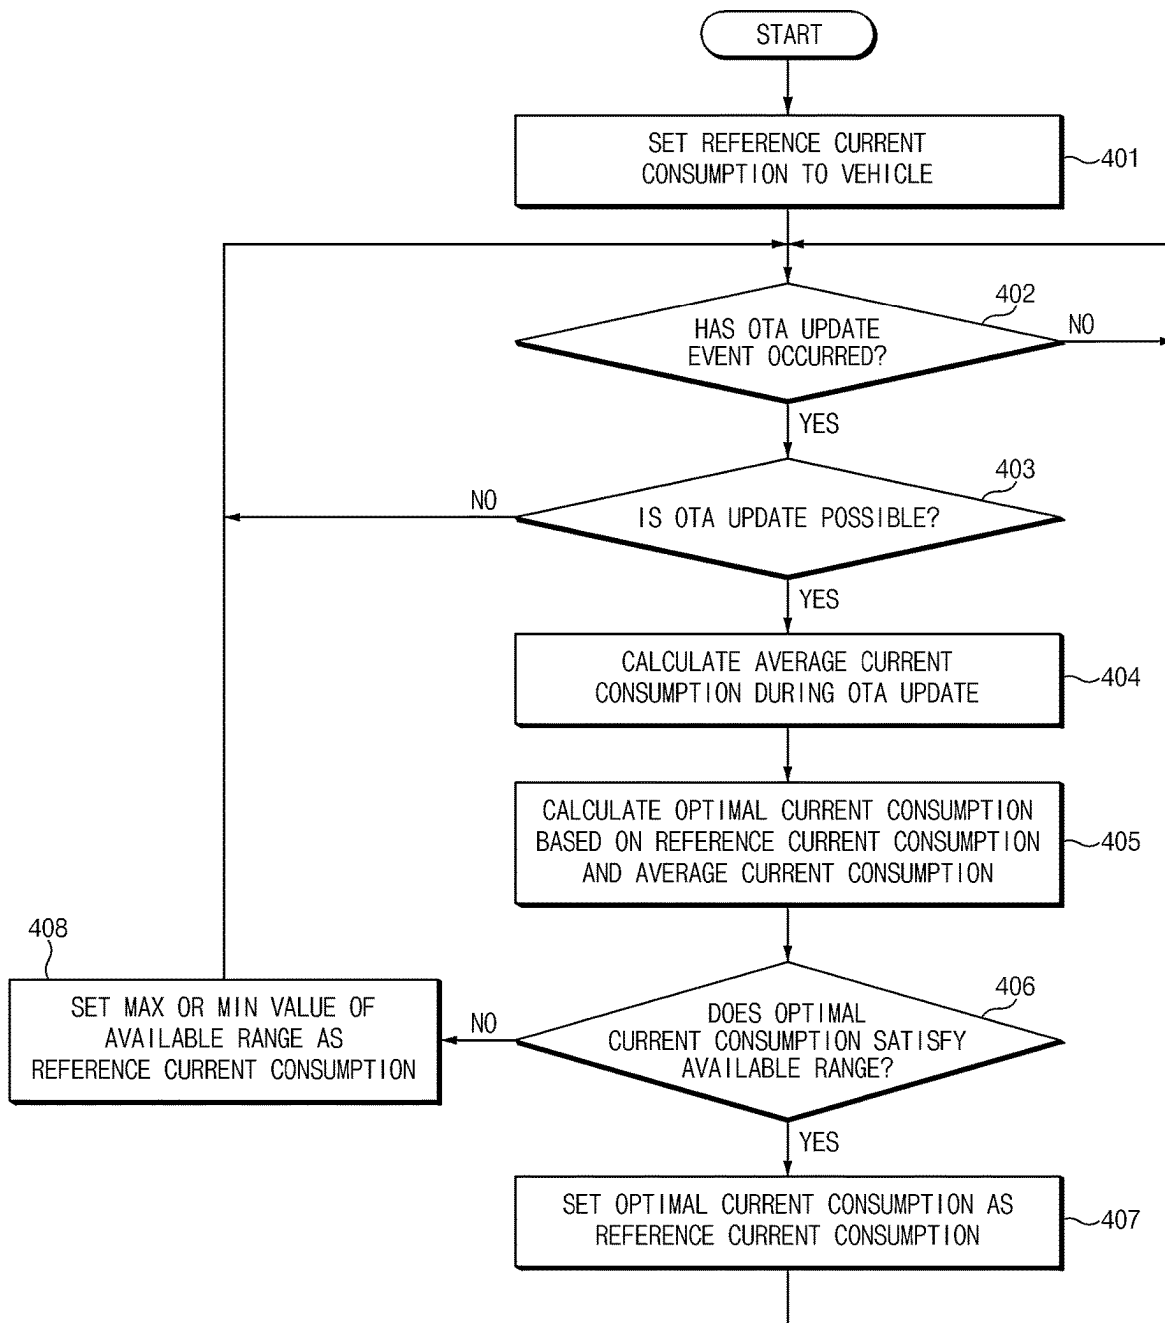 START
SET REFERENCE CURRENT
CONSUMPTION TO VEHICLE
401
402
HAS OTA UPDATE
EVENT OCCURRED?
NO
YES
403
NO
IS OTA UPDATE POSSIBLE?
YES
CALCULATE AVERAGE CURRENT
CONSUMPTION DURING OTA UPDATE
404
CALCULATE OPTIMAL CURRENT CONSUMPTION
BASED ON REFERENCE CURRENT CONSUMPTION
AND AVERAGE CURRENT CONSUMPTION
405
408
SET MAX OR MIN VALUE OF
AVAILABLE RANGE AS
REFERENCE CURRENT CONSUMPTION
NO
406
DOES OPTIMAL
CURRENT CONSUMPTION SATISFY
AVAILABLE RANGE?
YES
SET OPTIMAL CURRENT CONSUMPTION AS
REFERENCE CURRENT CONSUMPTION
407